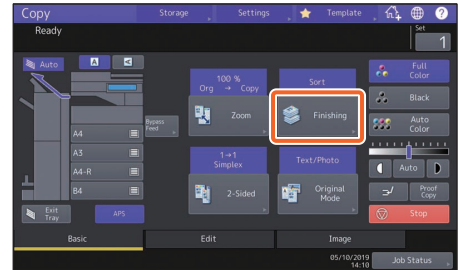 Copy
Storage
Settings
Template
?
Ready
Set
1
Auto
A
A
100 %
Org → Copy
Sort
Full
Color
Bypass
Feed
Zoom
Finishing
Black
A4
A3
A4-R
B4
1→1
Simplex
Text/Photo
Auto
Color
Auto
2-Sided
Original
Mode
Proof
Copy
Exit
Tray
APS
Stop
Basic
Edit
Image
05/10/2019
14:10
Job Status